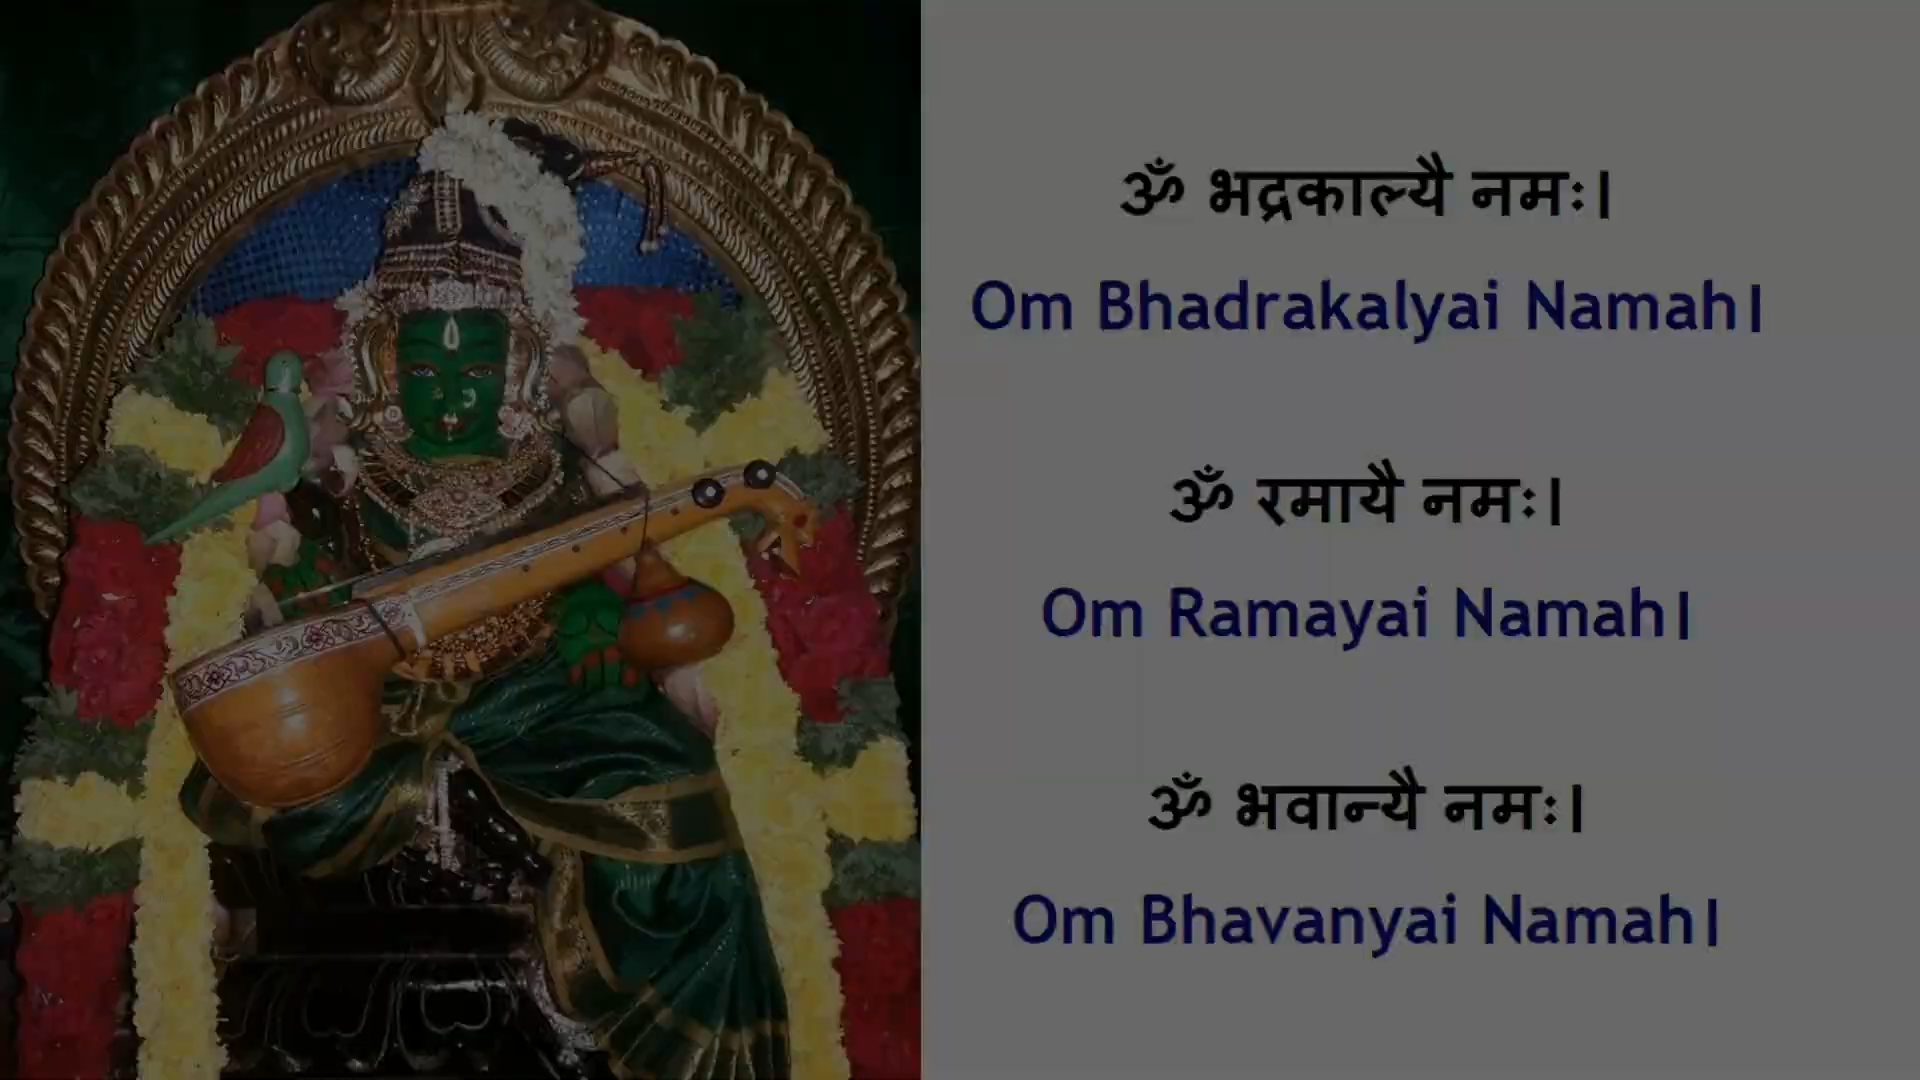 ॐ भद्रकाल्यै नमः।
Om Bhadrakalyai Namah।
ॐ रमायै नमः।
Om Ramayai Namah।
ॐ भवान्यै नमः।
Om Bhavanyai Namah।